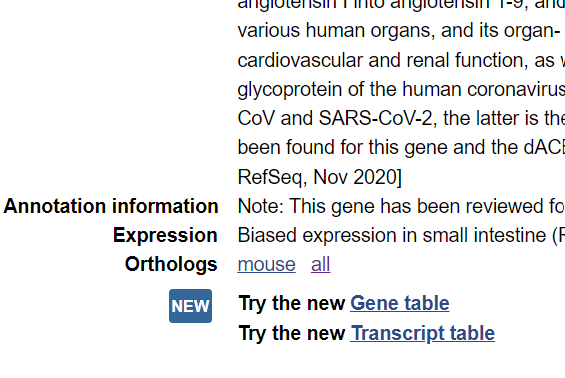 angiotensin I into angiotensin 1-9, and
various human organs, and its organ-
cardiovascular and renal function, as
glycoprotein of the human coronavirus
CoV and SARS-CoV-2, the latter is the
been found for this gene and the dACE
RefSeq, Nov 2020]
Annotation information Note: This gene has been reviewed fo
Expression Biased expression in small intestine (
Orthologs mouse all
NEW Try the new Gene table
Try the new Transcript table